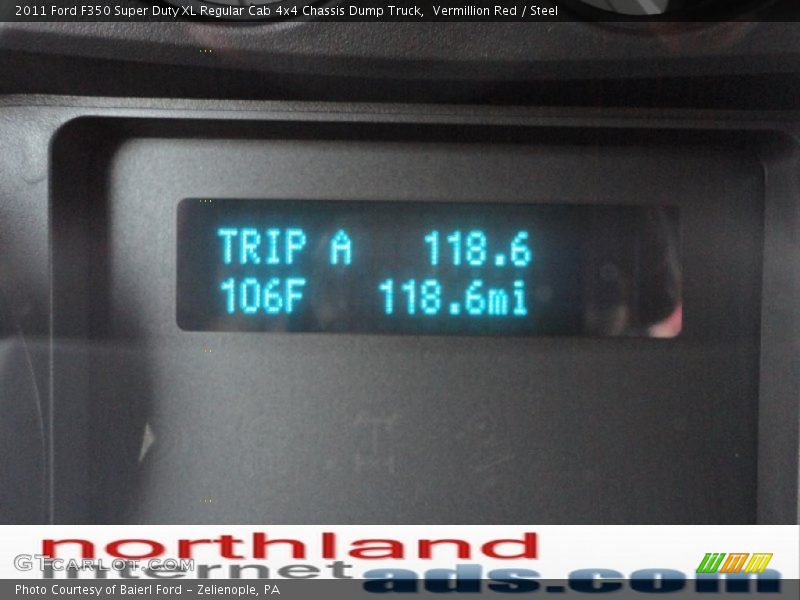 2011 Ford F350 Super Duty XL Regular Cab 4x4 Chassis Dump Truck,  Vermillion Red / Steel
TRIP A 118.6
106F 118.6mi
northland
GTCARLOT.COM
internet
ads.com
Photo Courtesy of Baierl Ford - Zelienople, PA